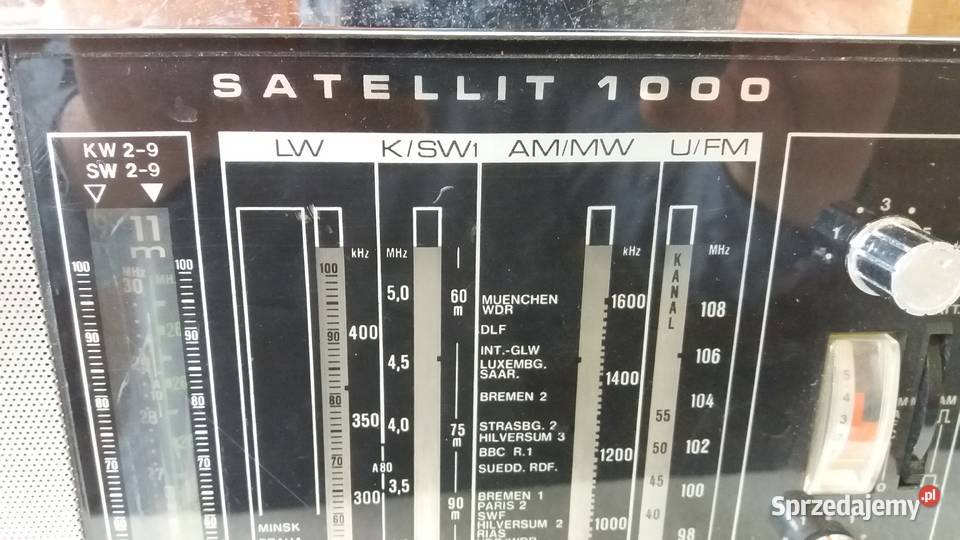 SATELLIT 1000
KW 2-9
SW 2-9
LW K/SW1 AM/MW U/FM
11
m
MHz
30
100
90
80
70
100
90
80
70
kHz
100
90
80
70
60
400
350
300
MINSK
MHz
5,0
4,5
4,0
A80
3,5
60
m
75
m
90
m
MUENCHEN
WDR
DLF
INT.-GLW
LUXEMBG.
SAAR.
BREMEN 2
STRASBG. 2
HILVERSUM 3
BBC R.1
SUEDD. RDF.
BREMEN 1
PARIS 2
SWF
HILVERSUM 2
RIAS
kHz
1600
1400
1200
1000
KANAL
55
50
45
40
MHz
108
106
104
102
100
98
3
5
4
3
Sprzedajemy.pl